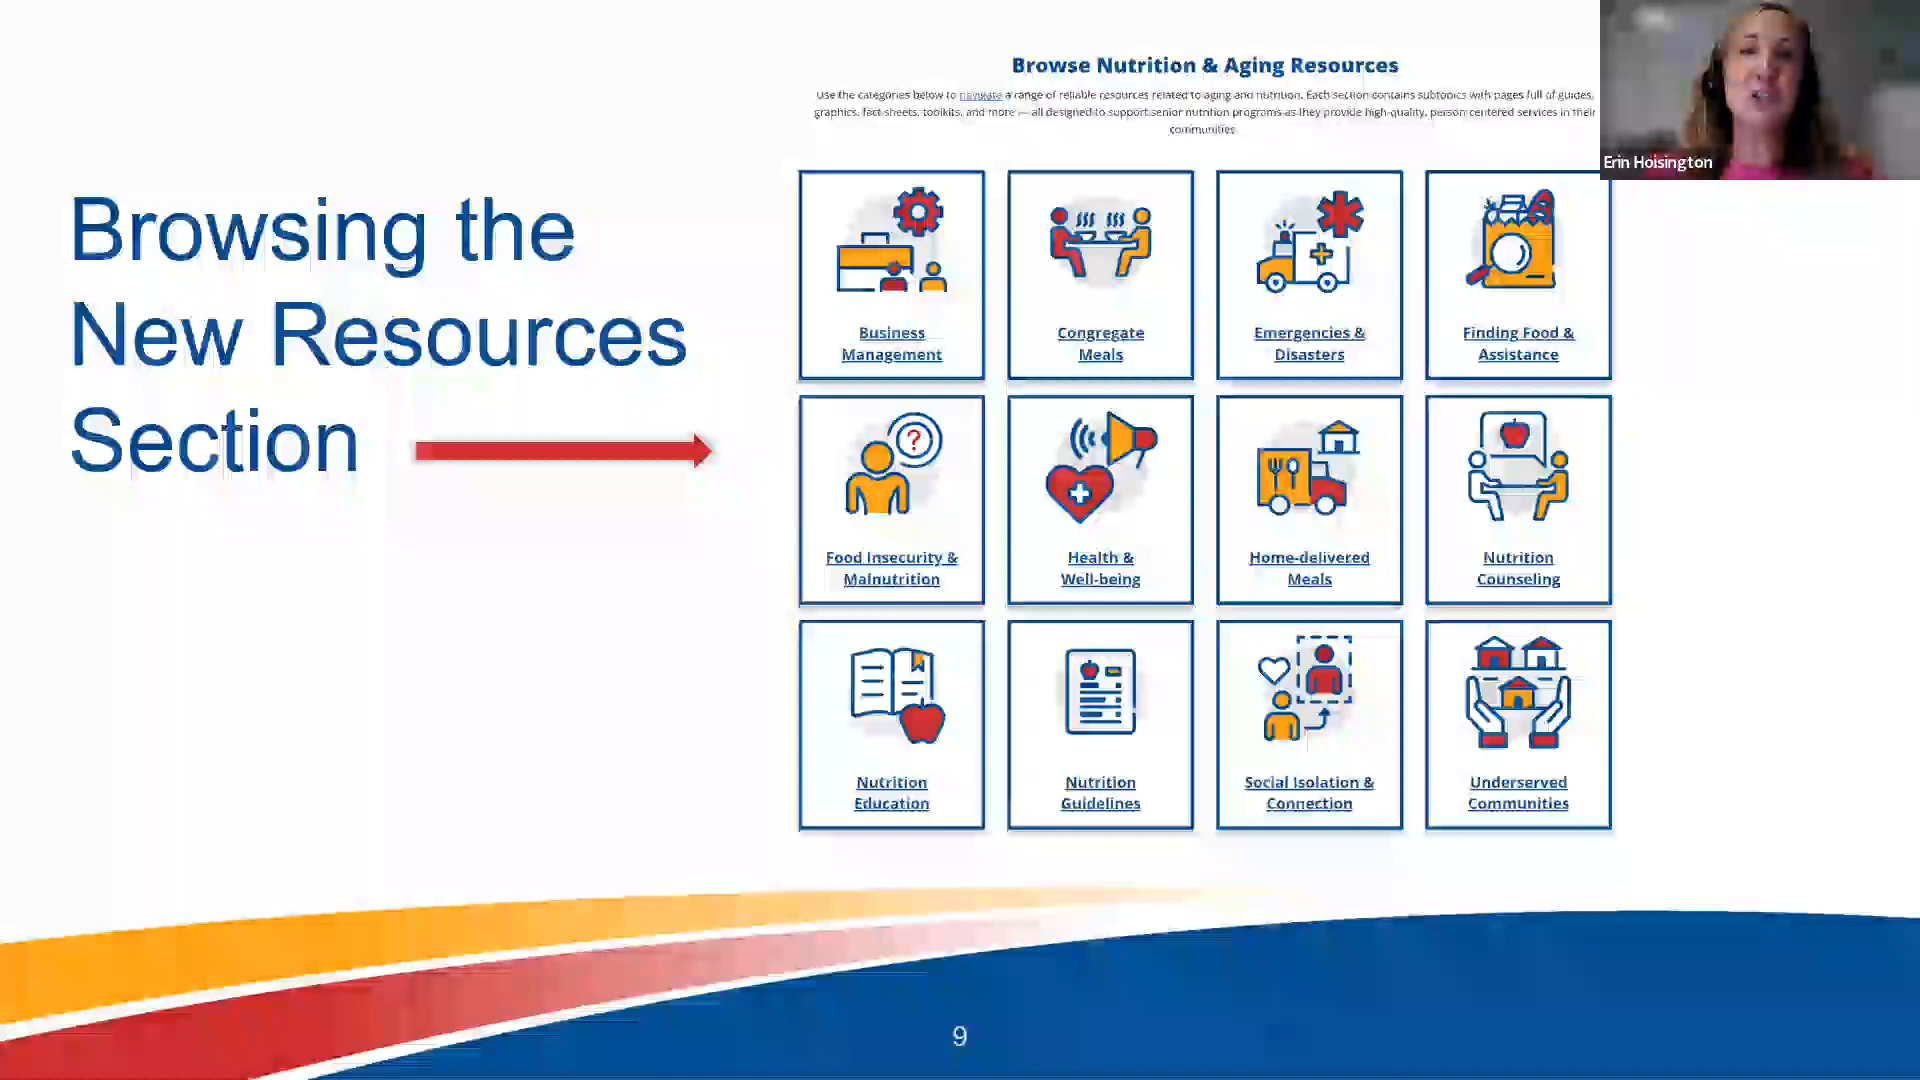 Browsing the
New Resources
Section
Browse Nutrition & Aging Resources
Use the categories below to navigate a range of reliable resources related to aging and nutrition. Each section contains subtopics with pages full of guides,
graphics, fact sheets, toolkits, and more — all designed to support senior nutrition programs as they provide high-quality, person-centered services in their
communities.
Erin Hoisington
Business
Management
Congregate
Meals
Emergencies &
Disasters
Finding Food &
Assistance
?
Food Insecurity &
Malnutrition
Health &
Well-being
Home-delivered
Meals
Nutrition
Counseling
Nutrition
Education
Nutrition
Guidelines
Social Isolation &
Connection
Underserved
Communities
9